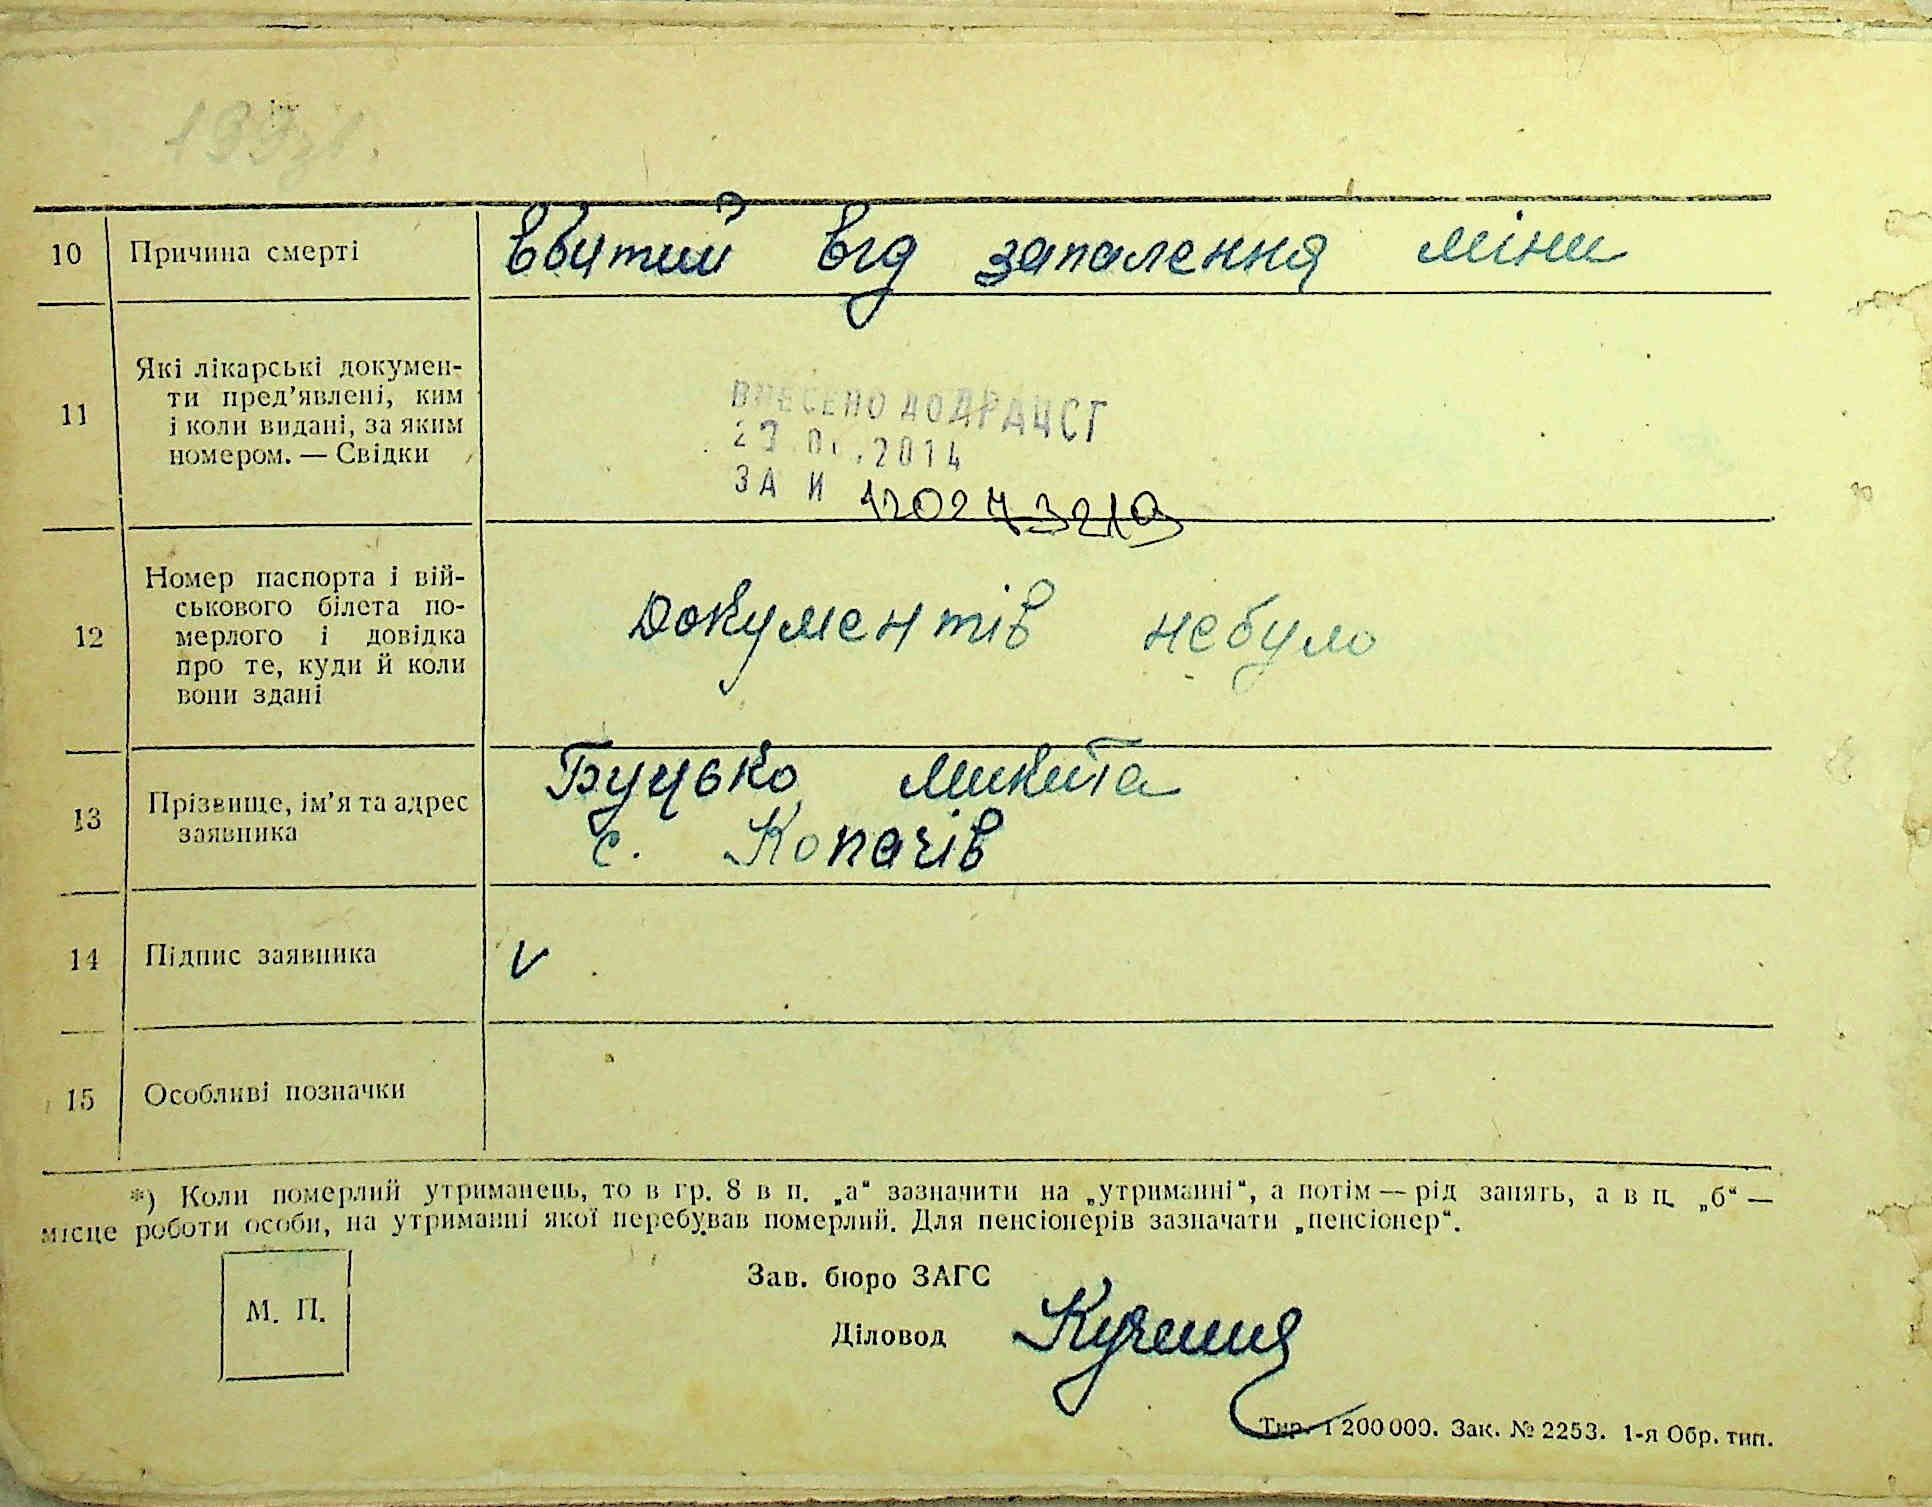 10 Причина смерті ввитий від запалення міни
11 Які лікарські докумен-
ти пред’явлені, ким
і коли видані, за яким
номером. — Свідки
ВНЕСЕНО ДО ДРАЦСГ
2014
ЗА И
12 Номер паспорта і вій-
ськового білета по-
мерлого і довідка
про те, куди й коли
вони здані
Документів небуло
13 Прізвище, ім’я та адрес
заявника
Буцько Микита
с. Копачів
14 Підпис заявника v
15 Особливі позначки
*) Коли померлий утриманець, то в гр. 8 в п. „а“ зазначити на „утриманні“, а потім — рід занять, а в п. „б“ —
місце роботи особи, на утриманні якої перебував померлий. Для пенсіонерів зазначати „пенсіонер“.
М. П.
Зав. бюро ЗАГС
Діловод
Тир. 1 200 000. Зак. № 2253. 1-я Обр. тип.